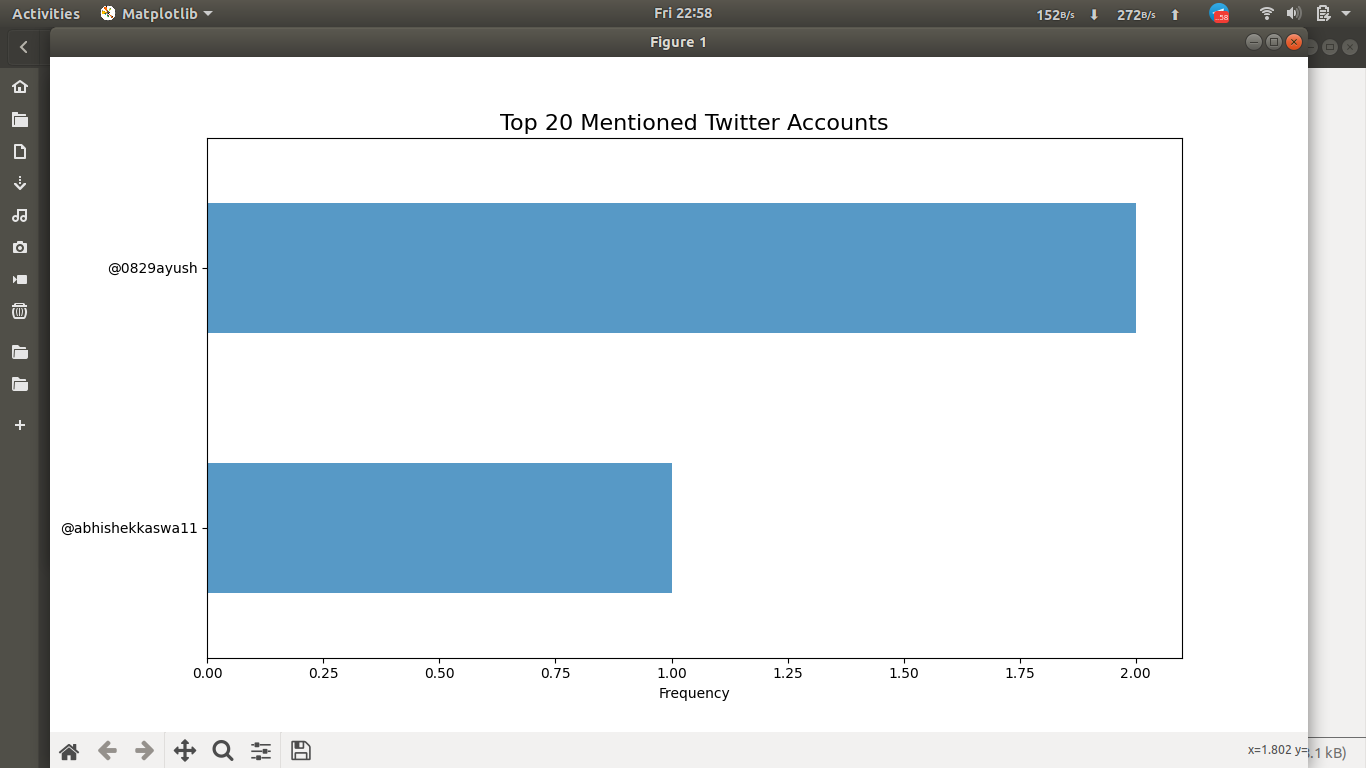 Activities Matplotlib Fri 22:58 152B/s 272B/s .58
Figure 1
Top 20 Mentioned Twitter Accounts
@0829ayush
@abhishekkaswa11
0.00 0.25 0.50 0.75 1.00 1.25 1.50 1.75 2.00
Frequency
x=1.802 y= .1 kB)